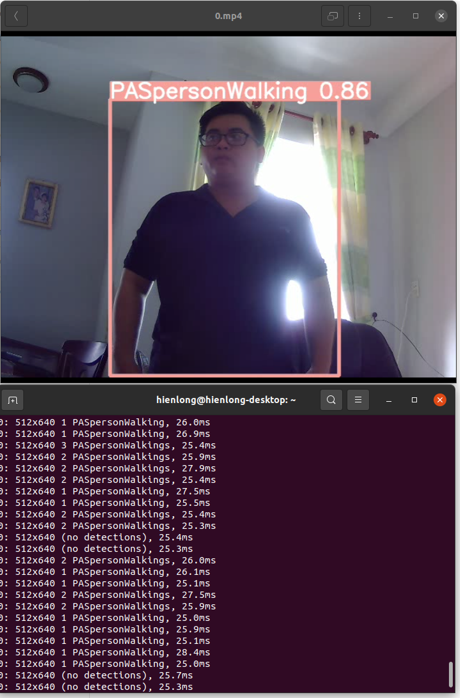 0.mp4
PASpersonWalking 0.86
hienlong@hienlong-desktop: ~
0: 512x640 1 PASpersonWalking, 26.0ms
0: 512x640 1 PASpersonWalking, 26.9ms
0: 512x640 3 PASpersonWalkings, 25.4ms
0: 512x640 2 PASpersonWalkings, 25.9ms
0: 512x640 2 PASpersonWalkings, 27.9ms
0: 512x640 2 PASpersonWalkings, 25.4ms
0: 512x640 1 PASpersonWalking, 27.5ms
0: 512x640 1 PASpersonWalking, 25.5ms
0: 512x640 2 PASpersonWalkings, 25.4ms
0: 512x640 2 PASpersonWalkings, 25.3ms
0: 512x640 (no detections), 25.4ms
0: 512x640 (no detections), 25.3ms
0: 512x640 2 PASpersonWalkings, 26.0ms
0: 512x640 1 PASpersonWalking, 26.1ms
0: 512x640 1 PASpersonWalking, 25.1ms
0: 512x640 2 PASpersonWalkings, 27.5ms
0: 512x640 2 PASpersonWalkings, 25.9ms
0: 512x640 1 PASpersonWalking, 25.0ms
0: 512x640 1 PASpersonWalking, 25.9ms
0: 512x640 1 PASpersonWalking, 25.1ms
0: 512x640 1 PASpersonWalking, 28.4ms
0: 512x640 1 PASpersonWalking, 25.0ms
0: 512x640 (no detections), 25.7ms
0: 512x640 (no detections), 25.3ms